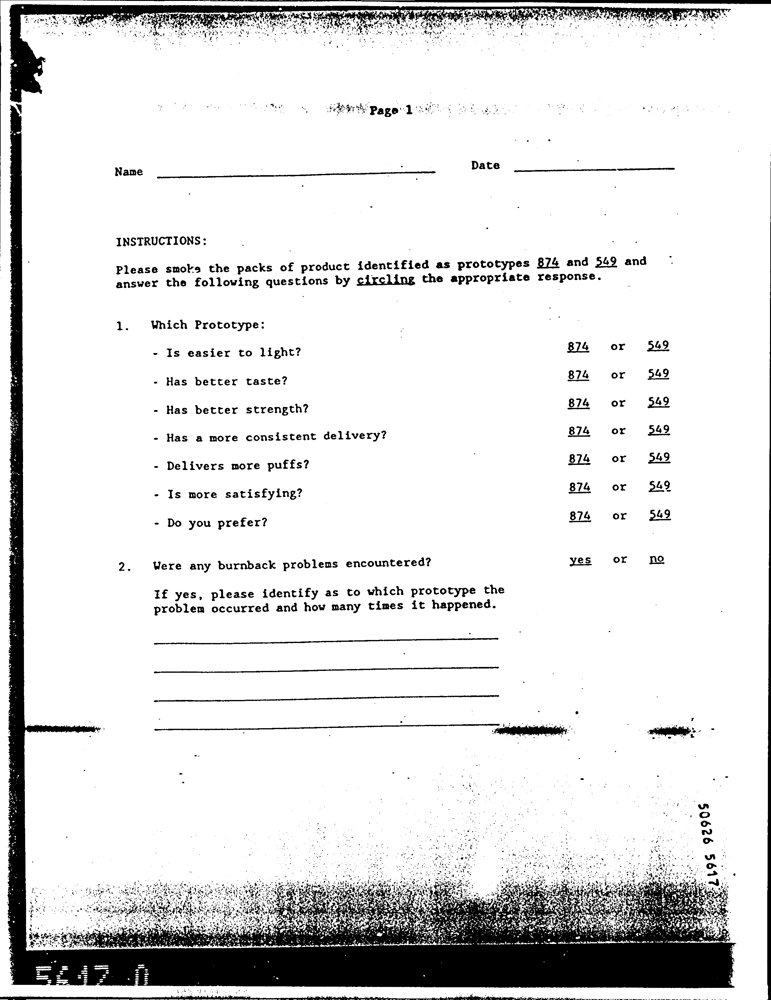 Page 1
Name Date
INSTRUCTIONS:
Please smoke the packs of product identified as prototypes 874 and 549 and
answer the following questions by circling the appropriate response.
1. Which Prototype:
- Is easier to light? 874 or 549
- Has better taste? 874 or 549
- Has better strength? 874 or 549
- Has a more consistent delivery? 874 or 549
- Delivers more puffs? 874 or 549
- Is more satisfying? 874 or 549
- Do you prefer? 874 or 549
2. Were any burnback problems encountered? yes or no
If yes, please identify as to which prototype the
problem occurred and how many times it happened.
50626 5617